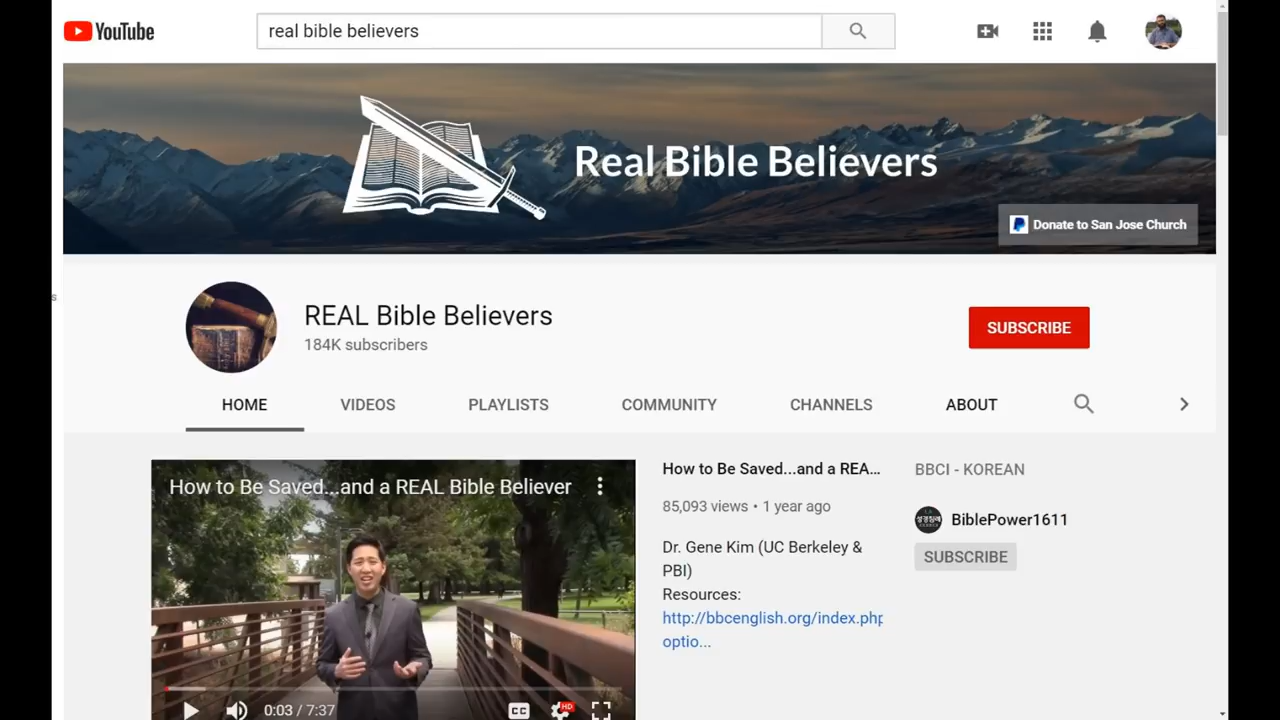 YouTube
real bible believers
Real Bible Believers
Donate to San Jose Church
REAL Bible Believers
184K subscribers
SUBSCRIBE
HOME
VIDEOS
PLAYLISTS
COMMUNITY
CHANNELS
ABOUT
How to Be Saved...and a REAL Bible Believer
CC
HD
0:03 / 7:37
How to Be Saved...and a REA...
85,093 views • 1 year ago
Dr. Gene Kim (UC Berkeley &
PBI)
Resources:
http://bbcenglish.org/index.php
optio...
BBCI - KOREAN
BiblePower1611
SUBSCRIBE